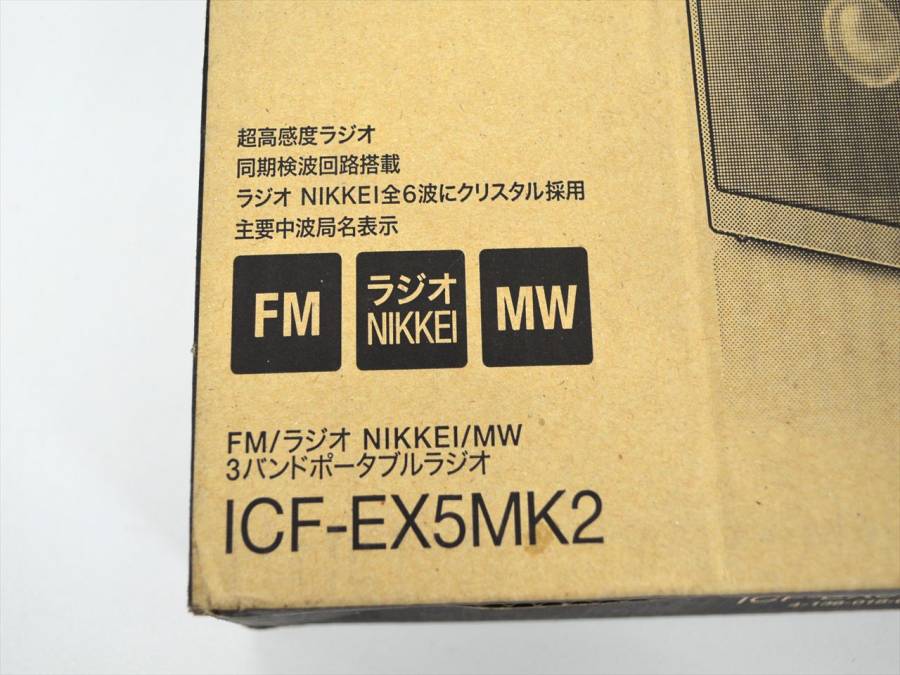 超高感度ラジオ
同期検波回路搭載
ラジオ NIKKEI全6波にクリスタル採用
主要中波局名表示
FM
ラジオ
NIKKEI
MW
FM/ラジオ NIKKEI/MW
3バンドポータブルラジオ
ICF-EX5MK2